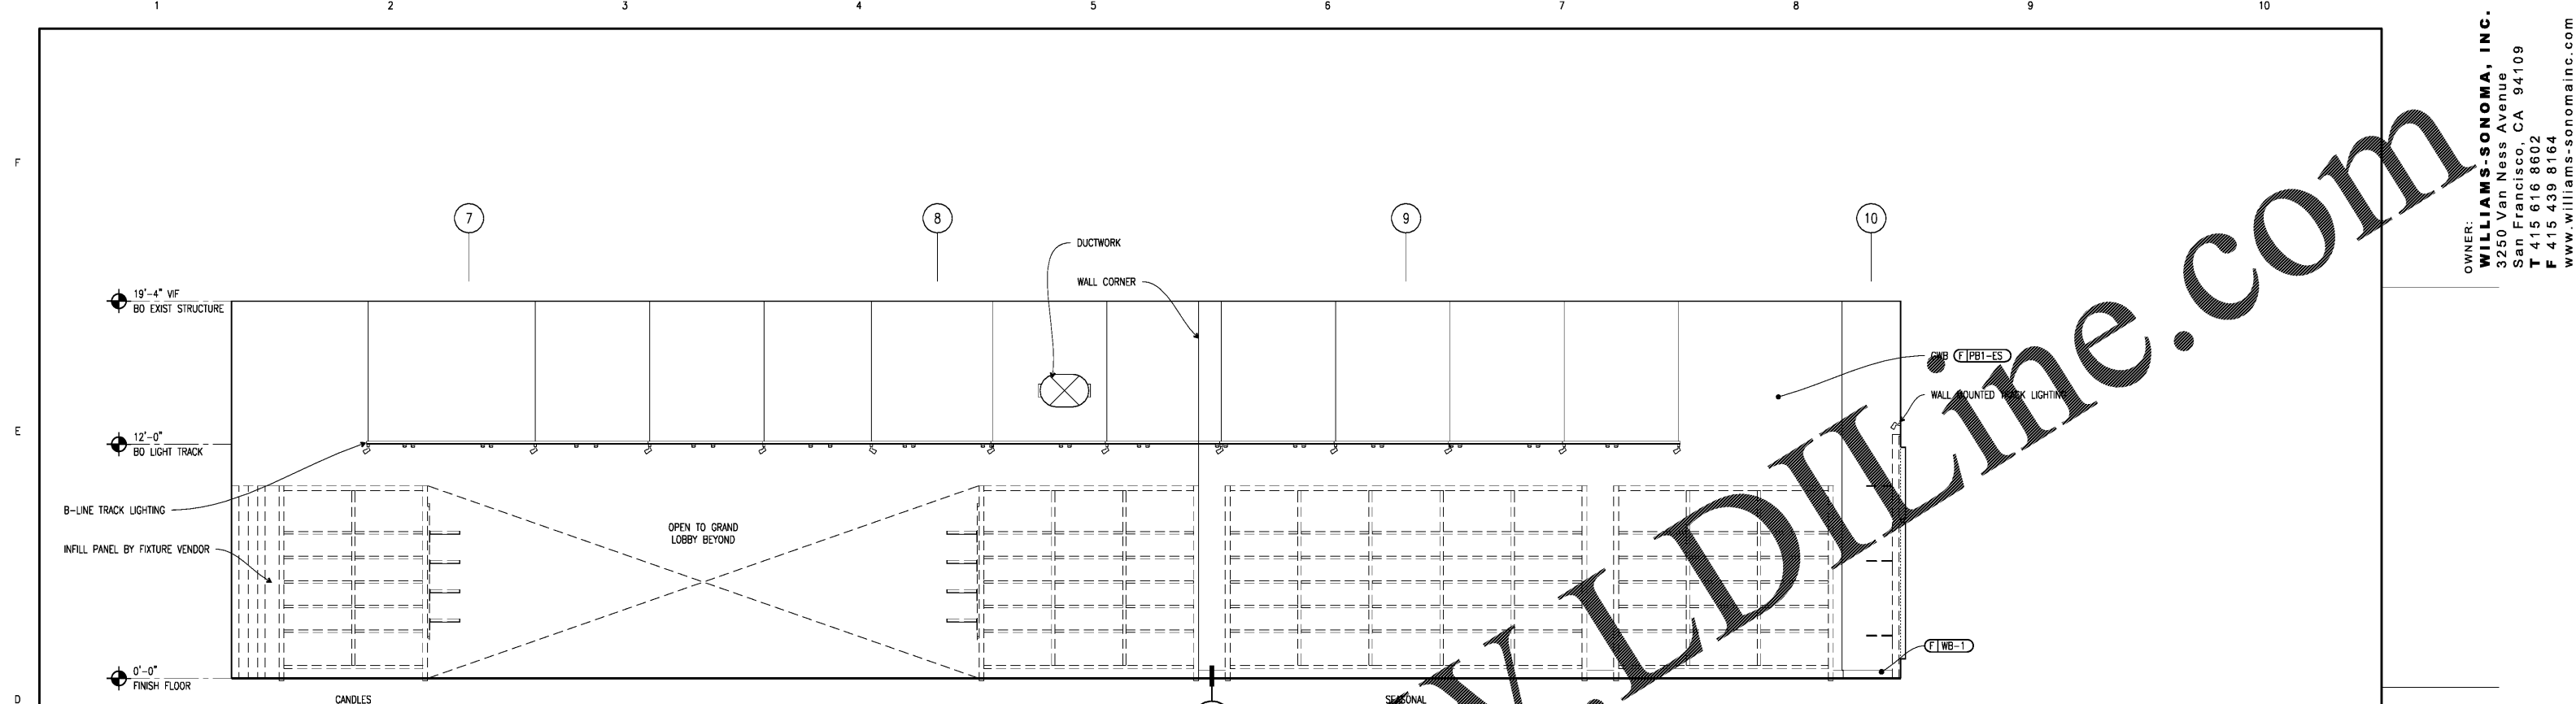 1 2 3 4 5 6 7 8 9 10
F
E
D
7
8
9
10
DUCTWORK
WALL CORNER
19'-4" VIF
BO EXIST STRUCTURE
GWB F PB1-ES
WALL MOUNTED TRACK LIGHTING
12'-0"
BO LIGHT TRACK
B-LINE TRACK LIGHTING
OPEN TO GRAND
LOBBY BEYOND
INFILL PANEL BY FIXTURE VENDOR
F WB-1
0'-0"
FINISH FLOOR
CANDLES
SEASONAL
OWNER:
WILLIAMS-SONOMA, INC.
3250 Van Ness Avenue
San Francisco, CA 94109
T 415 616 8602
F 415 439 8164
www.williams-sonomainc.com
.LDILine.com